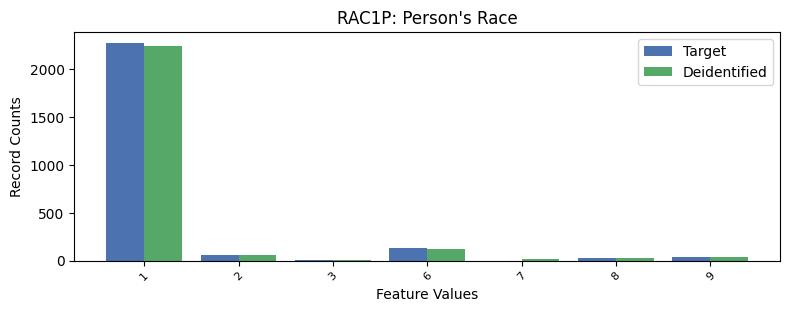 RAC1P: Person's Race
Target
Deidentified
Record Counts
2000
1500
1000
500
0
1 2 3 6 7 8 9
Feature Values